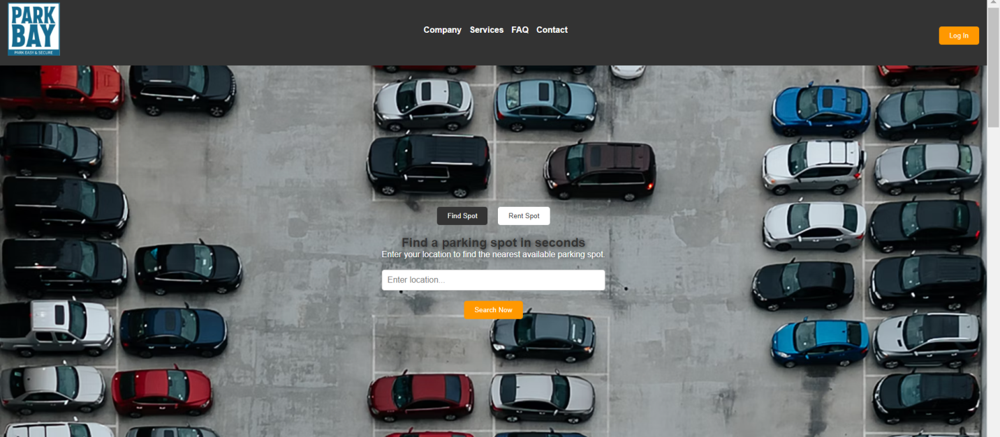 PARK
BAY
PARK EASY & SECURE
Company Services FAQ Contact
Log In
Find Spot Rent Spot
Find a parking spot in seconds
Enter your location to find the nearest available parking spot.
Enter location...
Search Now